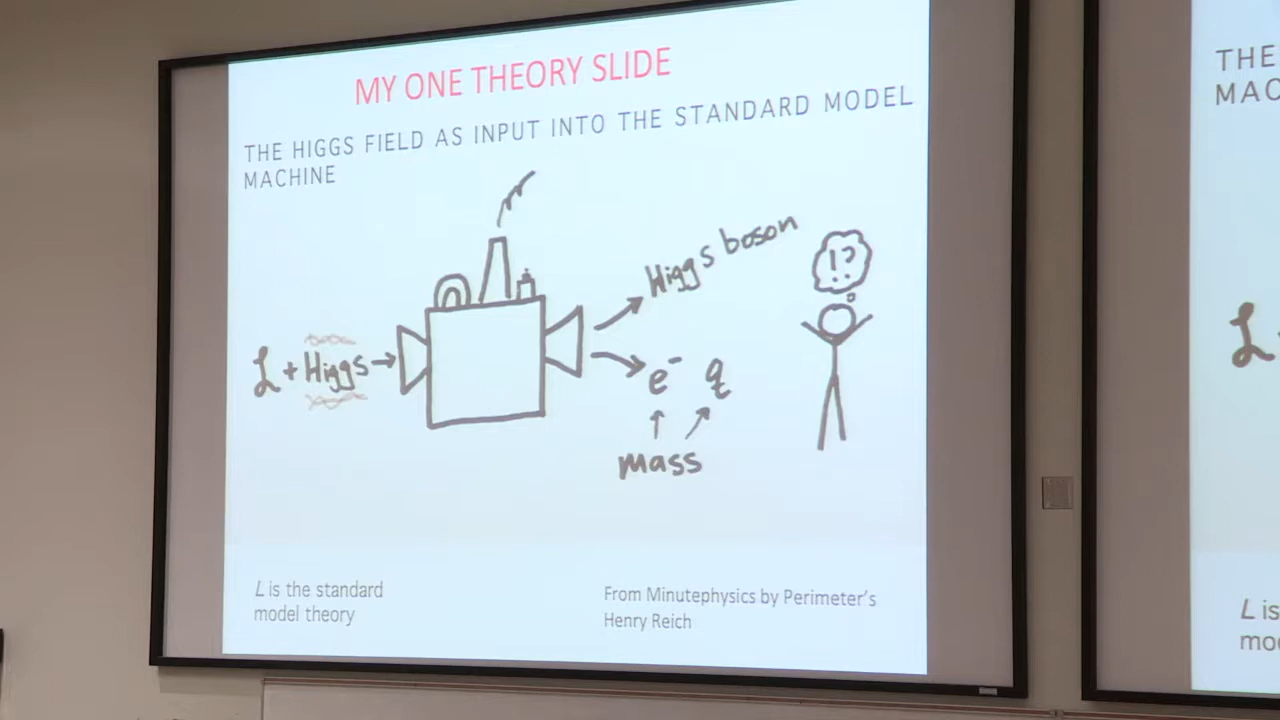 MY ONE THEORY SLIDE
THE HIGGS FIELD AS INPUT INTO THE STANDARD MODEL
MACHINE
Higgs boson
!?
ℒ + Higgs →
e⁻ q
mass
L is the standard
model theory
From Minutephysics by Perimeter's
Henry Reich
THE
MAC
ℒ
L is
mo